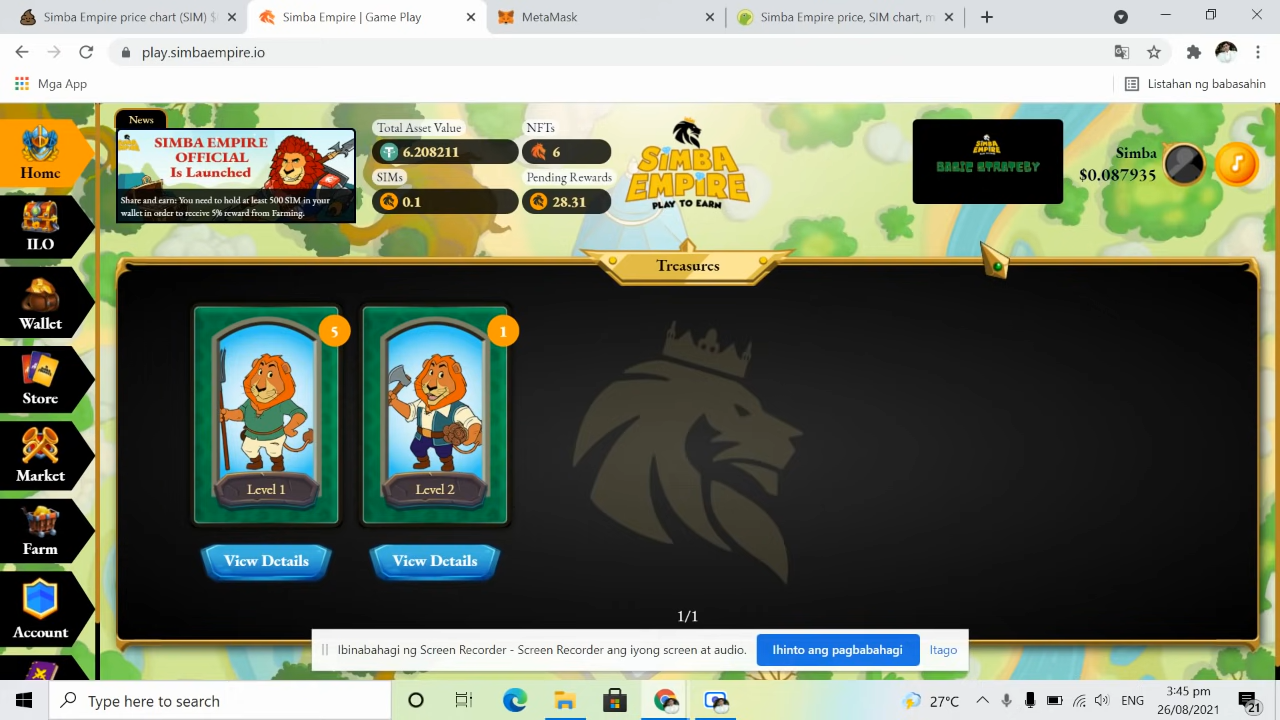 Simba Empire price chart (SIM) $
Simba Empire | Game Play
MetaMask
Simba Empire price, SIM chart, m
play.simbaempire.io
Mga App
Listahan ng babasahin
News
SIMBA EMPIRE
OFFICIAL
Is Launched
Share and earn: You need to hold at least 500 SIM in your
wallet in order to receive 5% reward from Farming.
Total Asset Value
6.208211
NFTs
6
SIMs
0.1
Pending Rewards
28.31
SIMBA
EMPIRE
PLAY TO EARN
SIMBA
EMPIRE
BASIC STRATEGY
Simba
$0.087935
Home
ILO
Wallet
Store
Market
Farm
Account
Treasures
5
Level 1
View Details
1
Level 2
View Details
1/1
Ibinabahagi ng Screen Recorder - Screen Recorder ang iyong screen at audio.
Ihinto ang pagbabahagi
Itago
Type here to search
27°C
ENG
3:45 pm
26/08/2021
21